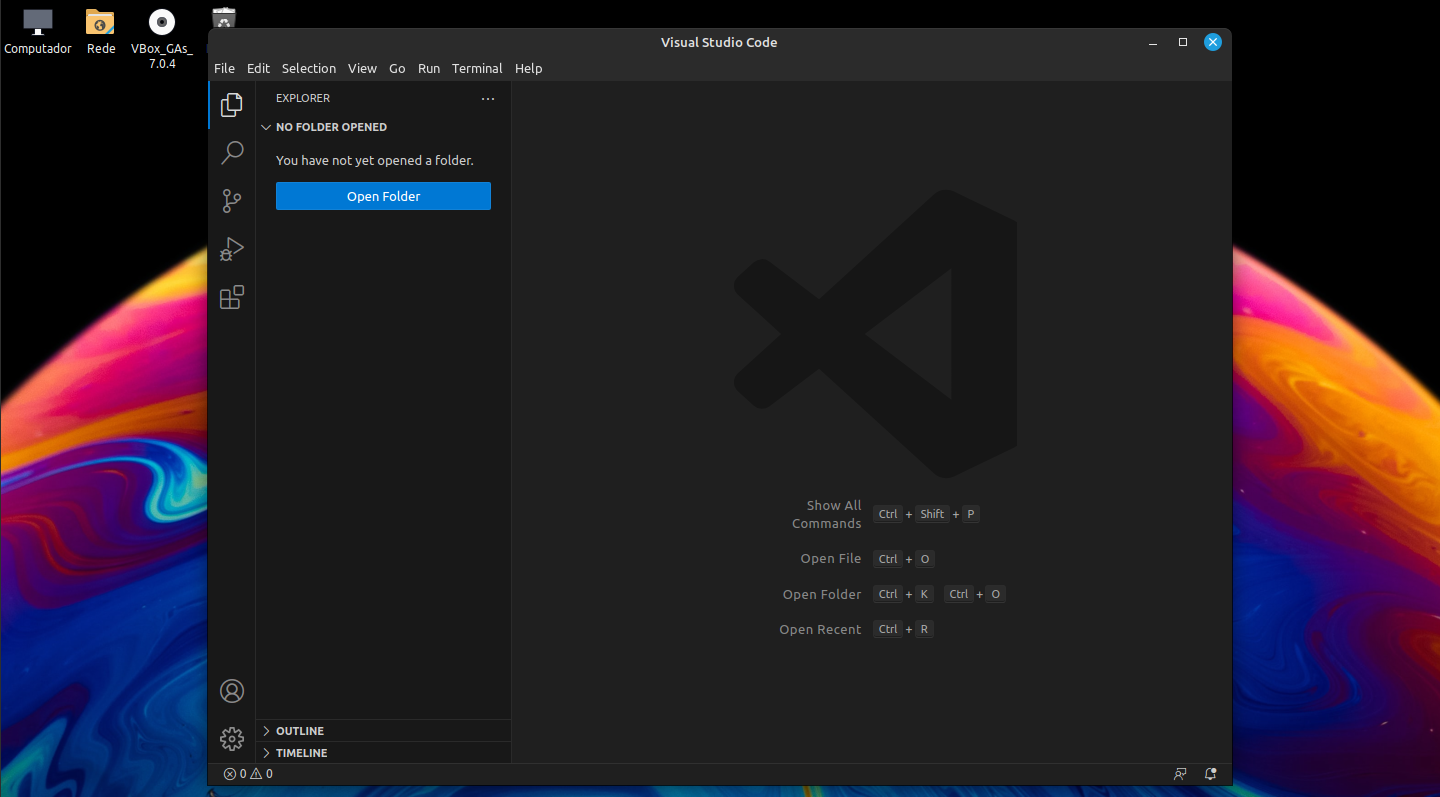 Computador
Rede
VBox_GAs_
7.0.4
Visual Studio Code
File Edit Selection View Go Run Terminal Help
EXPLORER
NO FOLDER OPENED
You have not yet opened a folder.
Open Folder
Show All
Commands
Ctrl + Shift + P
Open File Ctrl + O
Open Folder Ctrl + K Ctrl + O
Open Recent Ctrl + R
OUTLINE
TIMELINE
0 0